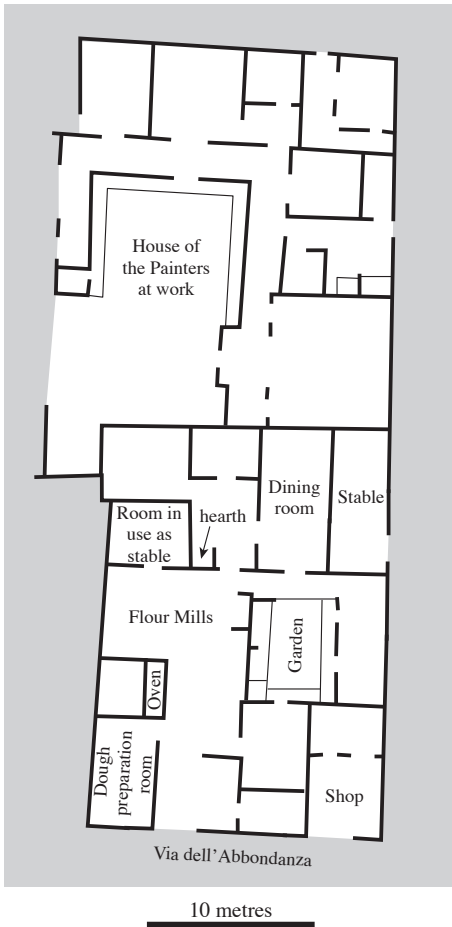 House of
the Painters
at work
Dining
room
Stable
Room in
use as
stable
hearth
Flour Mills
Garden
Oven
Dough
preparation
room
Shop
Via dell'Abbondanza
10 metres